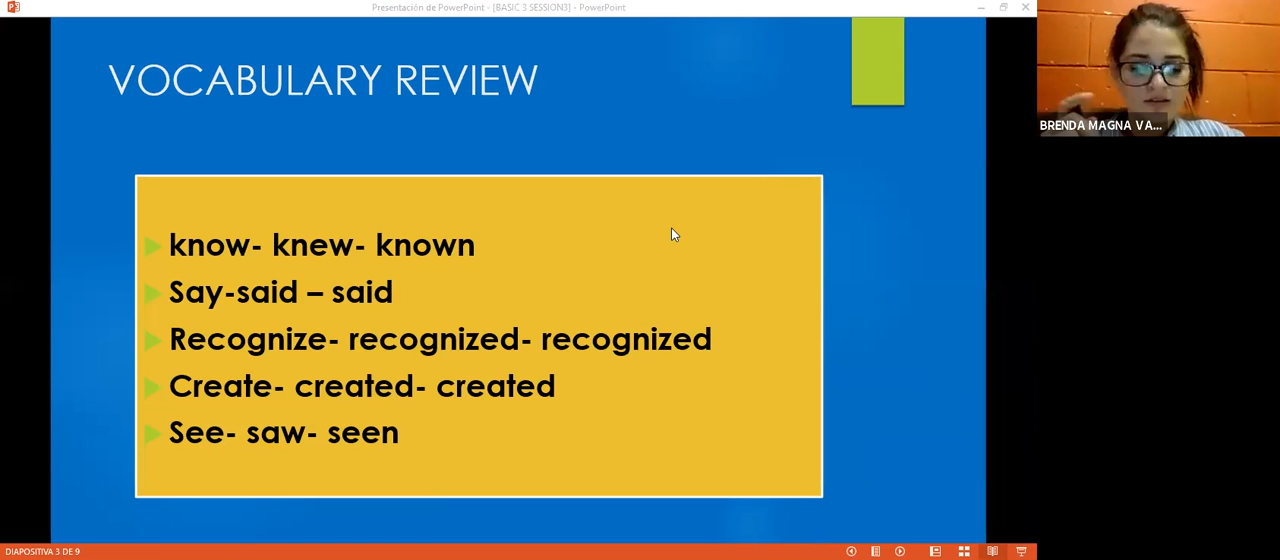 Presentación de PowerPoint - [BASIC 3 SESSION3] - PowerPoint
BRENDA MAGNA VA...
VOCABULARY REVIEW
know- knew- known
Say-said – said
Recognize- recognized- recognized
Create- created- created
See- saw- seen
DIAPOSITIVA 3 DE 9